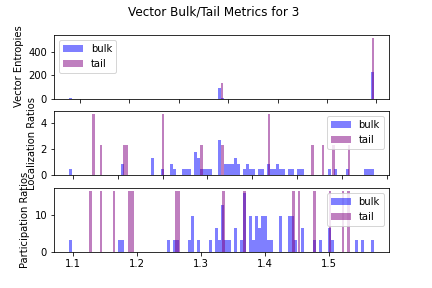 Vector Bulk/Tail Metrics for 3
Vector Entropies
400
200
0
bulk
tail
Localization Ratios
4
2
0
bulk
tail
Participation Ratios
10
0
bulk
tail
1.1 1.2 1.3 1.4 1.5